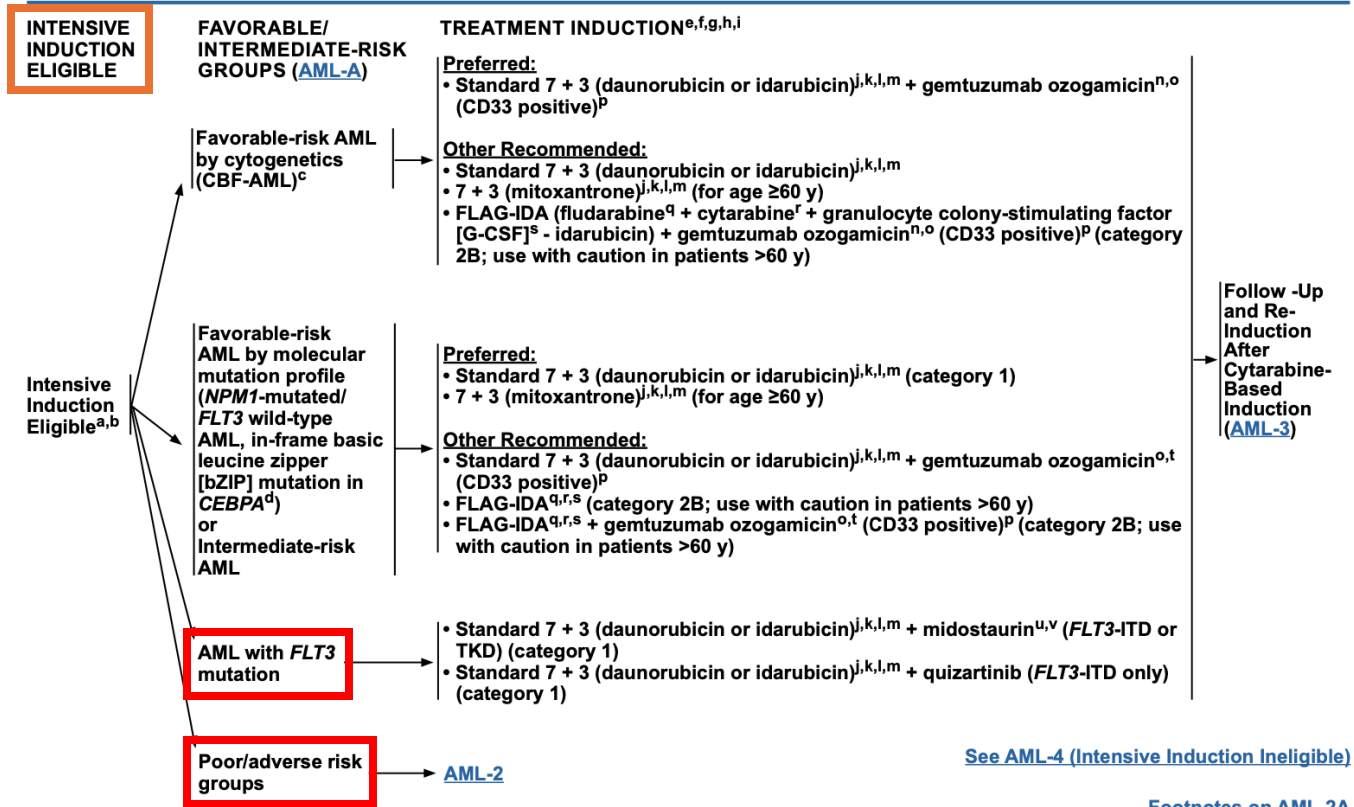 INTENSIVE
INDUCTION
ELIGIBLE
FAVORABLE/
INTERMEDIATE-RISK
GROUPS (AML-A)
TREATMENT INDUCTIONe,f,g,h,i
Intensive
Induction
Eligiblea,b
Favorable-risk AML
by cytogenetics
(CBF-AML)c
Preferred:
• Standard 7 + 3 (daunorubicin or idarubicin)j,k,l,m + gemtuzumab ozogamicinn,o
(CD33 positive)p
Other Recommended:
• Standard 7 + 3 (daunorubicin or idarubicin)j,k,l,m
• 7 + 3 (mitoxantrone)j,k,l,m (for age ≥60 y)
• FLAG-IDA (fludarabineq + cytarabiner + granulocyte colony-stimulating factor
[G-CSF]s - idarubicin) + gemtuzumab ozogamicinn,o (CD33 positive)p (category
2B; use with caution in patients >60 y)
Favorable-risk
AML by molecular
mutation profile
(NPM1-mutated/
FLT3 wild-type
AML, in-frame basic
leucine zipper
[bZIP] mutation in
CEBPAd)
or
Intermediate-risk
AML
Preferred:
• Standard 7 + 3 (daunorubicin or idarubicin)j,k,l,m (category 1)
• 7 + 3 (mitoxantrone)j,k,l,m (for age ≥60 y)
Other Recommended:
• Standard 7 + 3 (daunorubicin or idarubicin)j,k,l,m + gemtuzumab ozogamicino,t
(CD33 positive)p
• FLAG-IDAq,r,s (category 2B; use with caution in patients >60 y)
• FLAG-IDAq,r,s + gemtuzumab ozogamicino,t (CD33 positive)p (category 2B; use
with caution in patients >60 y)
AML with FLT3
mutation
• Standard 7 + 3 (daunorubicin or idarubicin)j,k,l,m + midostaurinu,v (FLT3-ITD or
TKD) (category 1)
• Standard 7 + 3 (daunorubicin or idarubicin)j,k,l,m + quizartinib (FLT3-ITD only)
(category 1)
Poor/adverse risk
groups
AML-2
Follow -Up
and Re-
Induction
After
Cytarabine-
Based
Induction
(AML-3)
See AML-4 (Intensive Induction Ineligible)
Footnotes on AML-2A